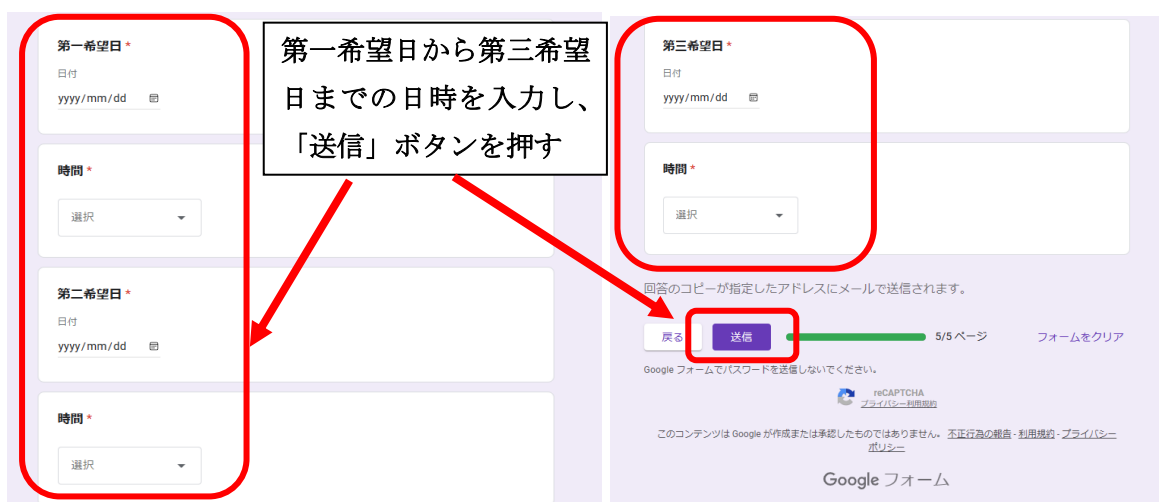 第一希望日 *
日付
yyyy/mm/dd
時間 *
選択
第二希望日 *
日付
yyyy/mm/dd
時間 *
選択
第一希望日から第三希望
日までの日時を入力し、
「送信」ボタンを押す
第三希望日 *
日付
yyyy/mm/dd
時間 *
選択
回答のコピーが指定したアドレスにメールで送信されます。
戻る 送信 5/5 ページ フォームをクリア
Google フォームでパスワードを送信しないでください。
reCAPTCHA
プライバシー利用規約
このコンテンツは Google が作成または承認したものではありません。 不正行為の報告 - 利用規約 - プライバシー
ポリシー
Google フォーム